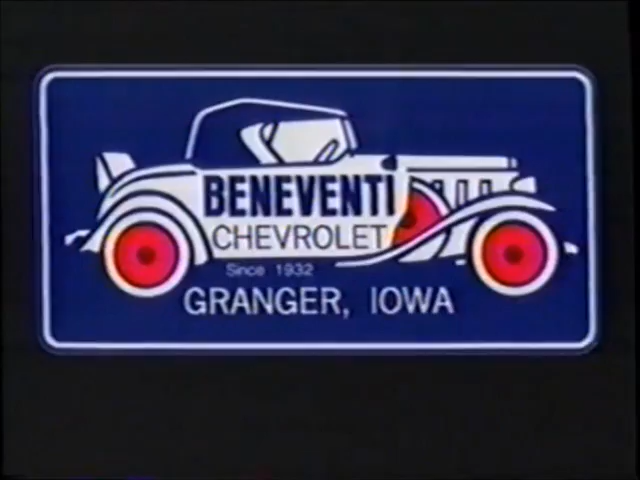 BENEVENTI
CHEVROLET
Since 1932
GRANGER, IOWA